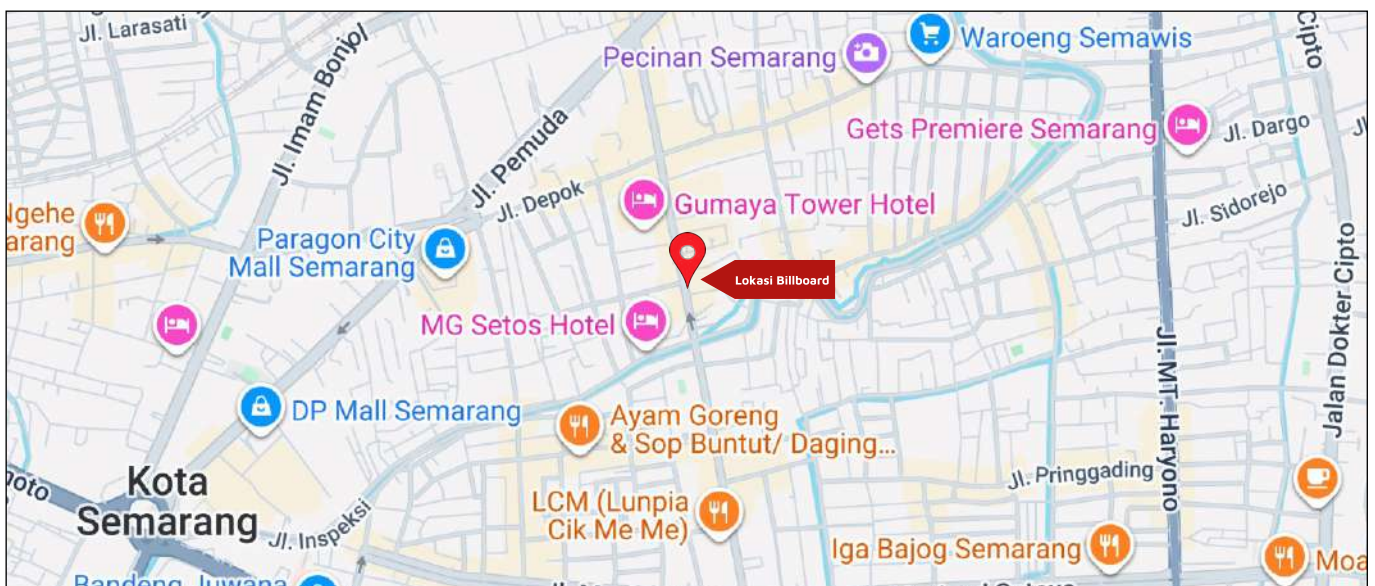 Jl. Larasati
Jl. Imam Bonjol
Pecinan Semarang
Waroeng Semawis
Cipto
Gets Premiere Semarang
Jl. Dargo
Jl. Pemuda
Jl. Depok
Gumaya Tower Hotel
Jl. Sidorejo
Paragon City
Mall Semarang
Lokasi Billboard
MG Setos Hotel
Jl. MT. Haryono
Jalan Dokter Cipto
DP Mall Semarang
Ayam Goreng
& Sop Buntut/ Daging...
Kota
Semarang
Jl. Inspeksi
LCM (Lunpia
Cik Me Me)
Jl. Pringgading
Iga Bajog Semarang
Bandeng Juwana